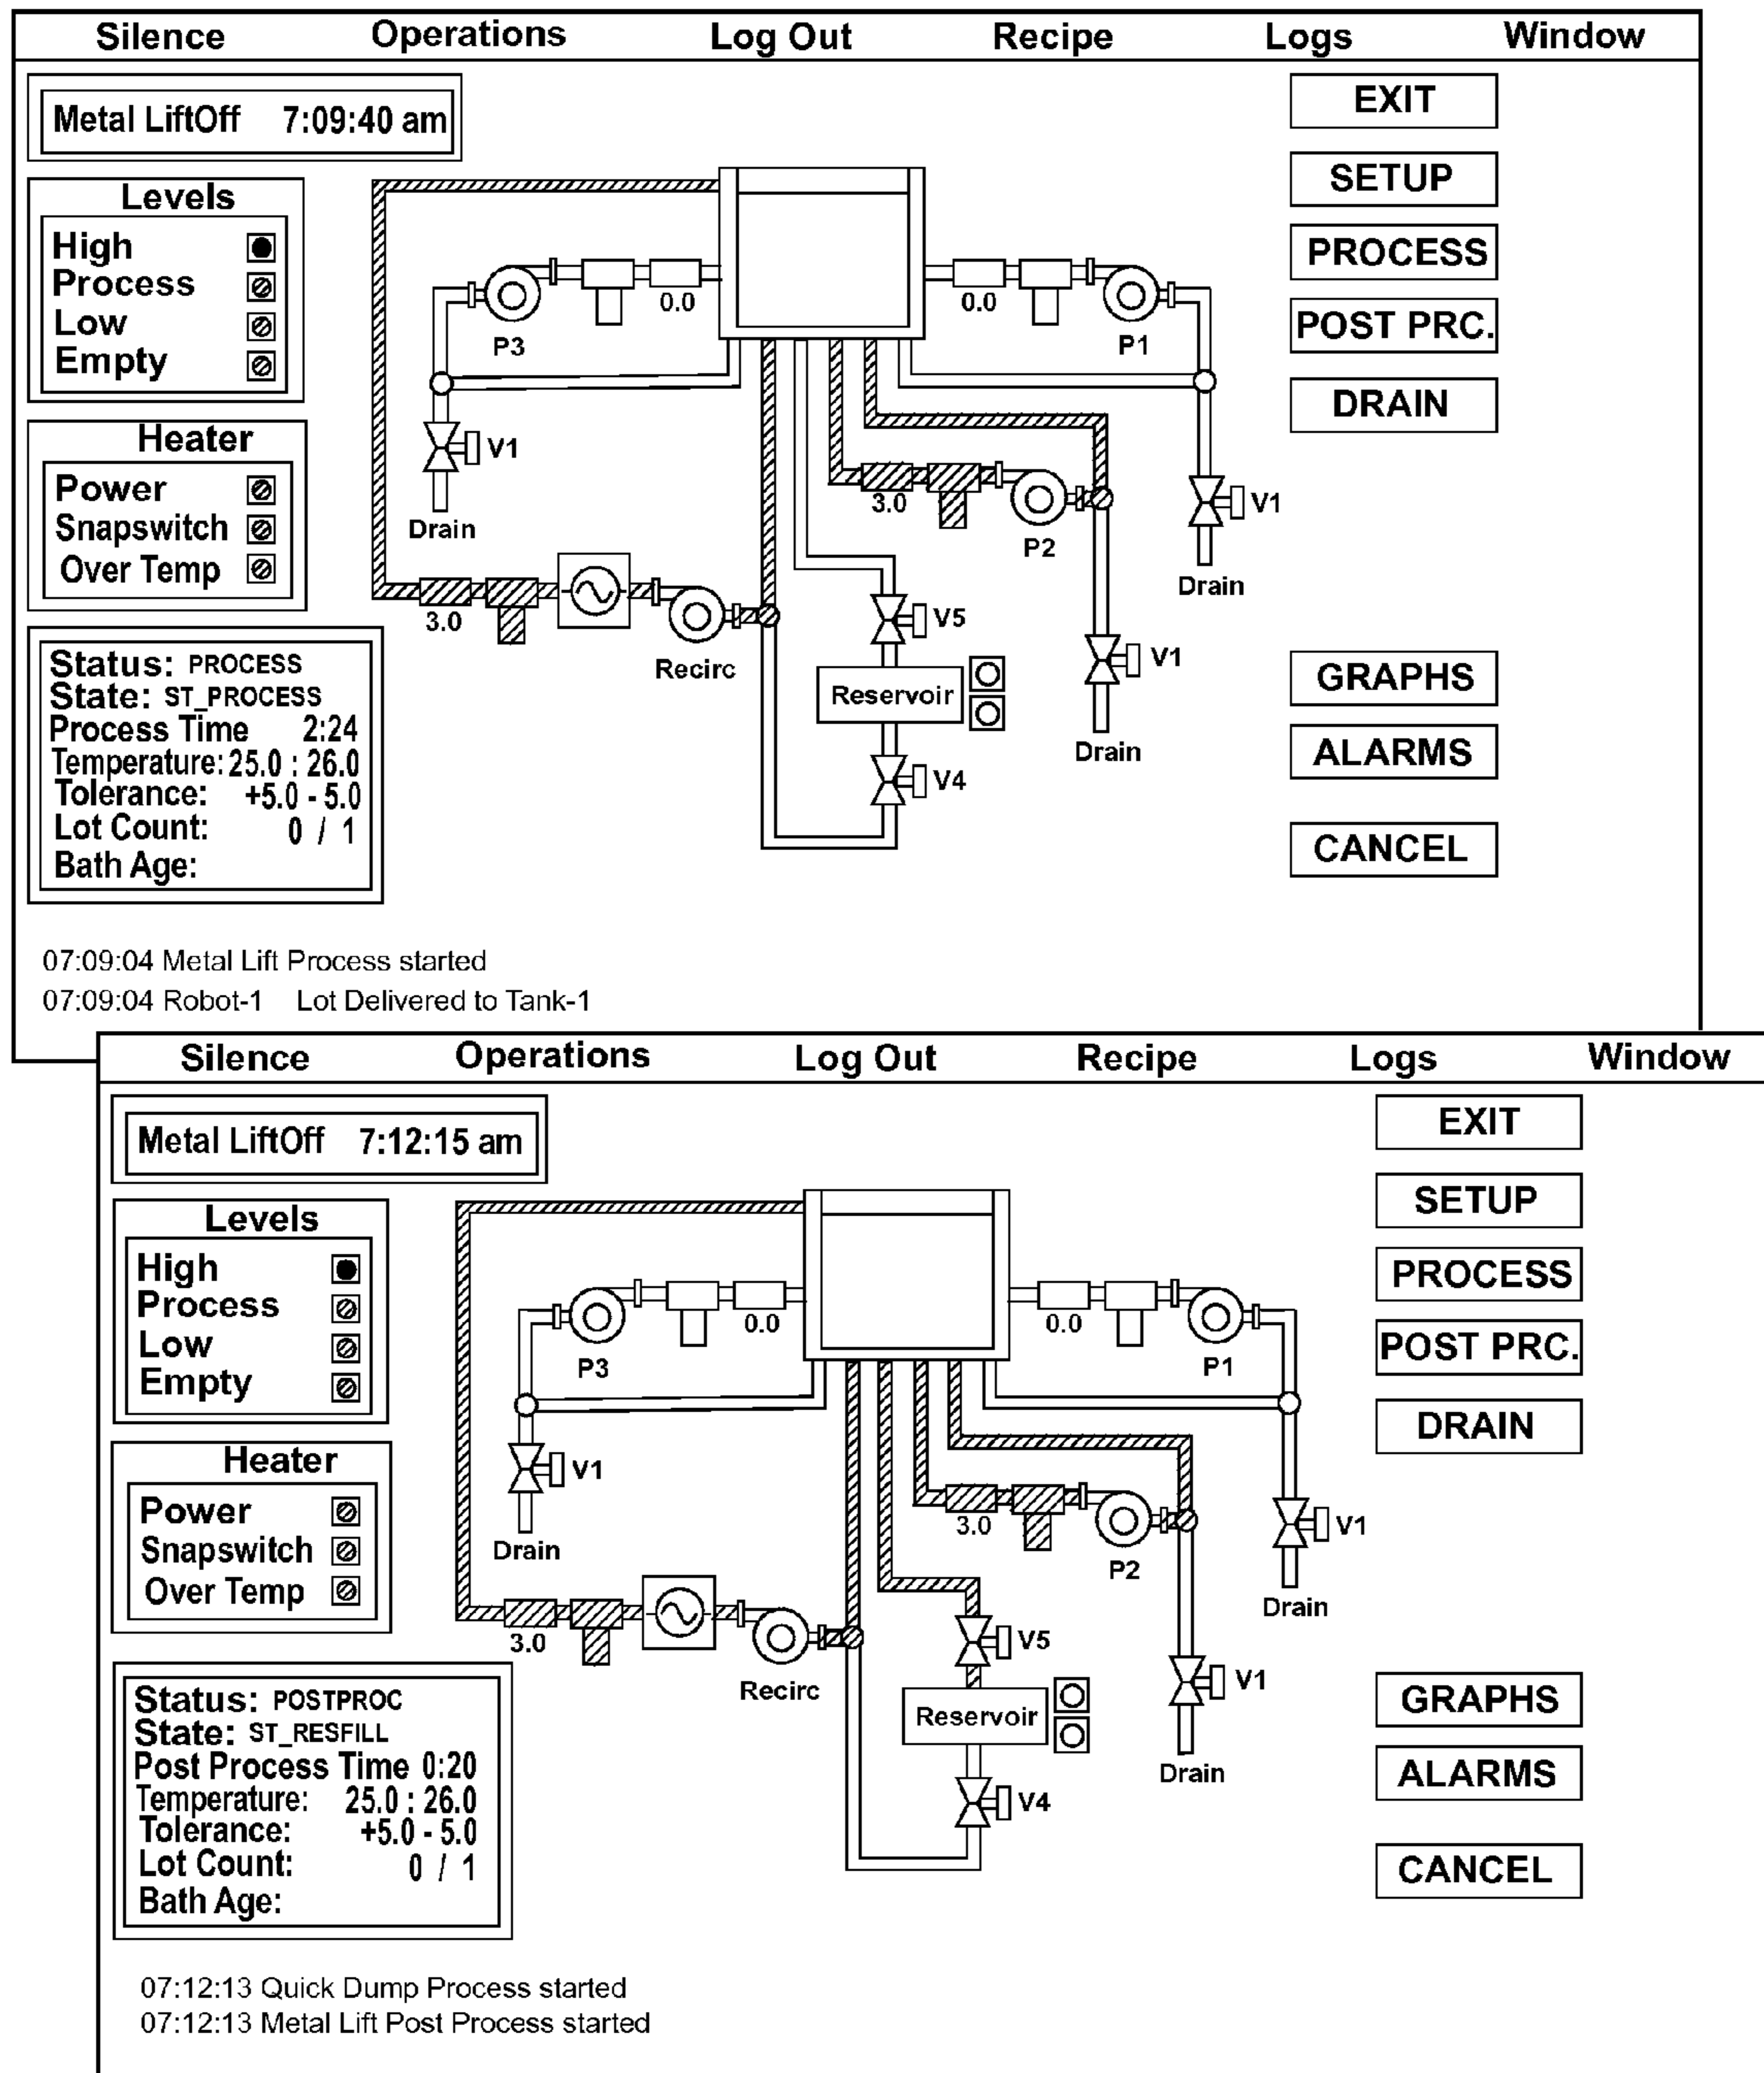 Silence Operations Log Out Recipe Logs Window
Metal LiftOff 7:09:40 am
EXIT
SETUP
PROCESS
POST PRC.
DRAIN
Levels
High
Process
Low
Empty
Heater
Power
Snapswitch
Over Temp
P3
0.0
0.0
P1
V1
Drain
3.0
P2
V1
Drain
3.0
Recirc
V5
Reservoir
V4
V1
Drain
GRAPHS
ALARMS
CANCEL
Status: PROCESS
State: ST_PROCESS
Process Time 2:24
Temperature: 25.0 : 26.0
Tolerance: +5.0 - 5.0
Lot Count: 0 / 1
Bath Age:
07:09:04 Metal Lift Process started
07:09:04 Robot-1 Lot Delivered to Tank-1
Silence Operations Log Out Recipe Logs Window
Metal LiftOff 7:12:15 am
EXIT
SETUP
PROCESS
POST PRC.
DRAIN
Levels
High
Process
Low
Empty
Heater
Power
Snapswitch
Over Temp
P3
0.0
0.0
P1
V1
Drain
3.0
P2
V1
Drain
3.0
Recirc
V5
Reservoir
V4
V1
Drain
GRAPHS
ALARMS
CANCEL
Status: POSTPROC
State: ST_RESFILL
Post Process Time 0:20
Temperature: 25.0 : 26.0
Tolerance: +5.0 - 5.0
Lot Count: 0 / 1
Bath Age:
07:12:13 Quick Dump Process started
07:12:13 Metal Lift Post Process started